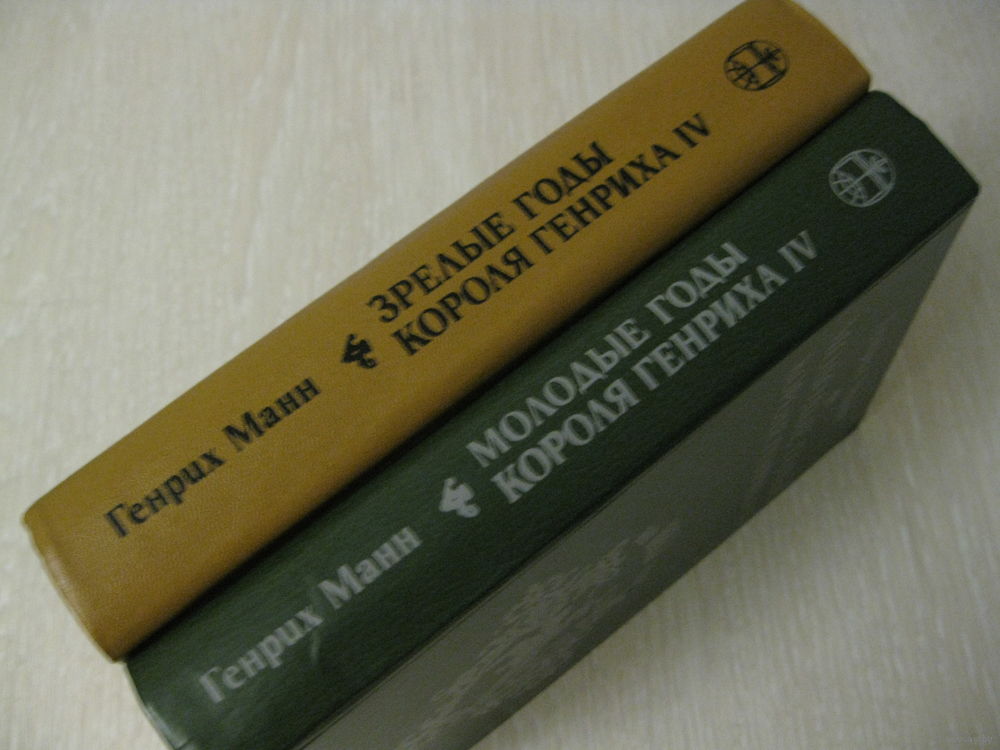 Генрих Манн
ЗРЕЛЫЕ ГОДЫ
КОРОЛЯ ГЕНРИХА IV
Генрих Манн
МОЛОДЫЕ ГОДЫ
КОРОЛЯ ГЕНРИХА IV